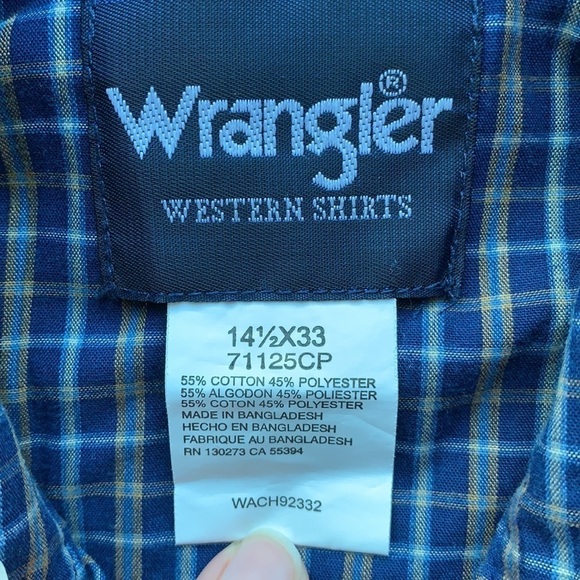 Wrangler®
WESTERN SHIRTS
14½X33
71125CP
55% COTTON 45% POLYESTER
55% ALGODON 45% POLIESTER
55% COTON 45% POLYESTER
MADE IN BANGLADESH
HECHO EN BANGLADESH
FABRIQUE AU BANGLADESH
RN 130273 CA 55394
WACH92332